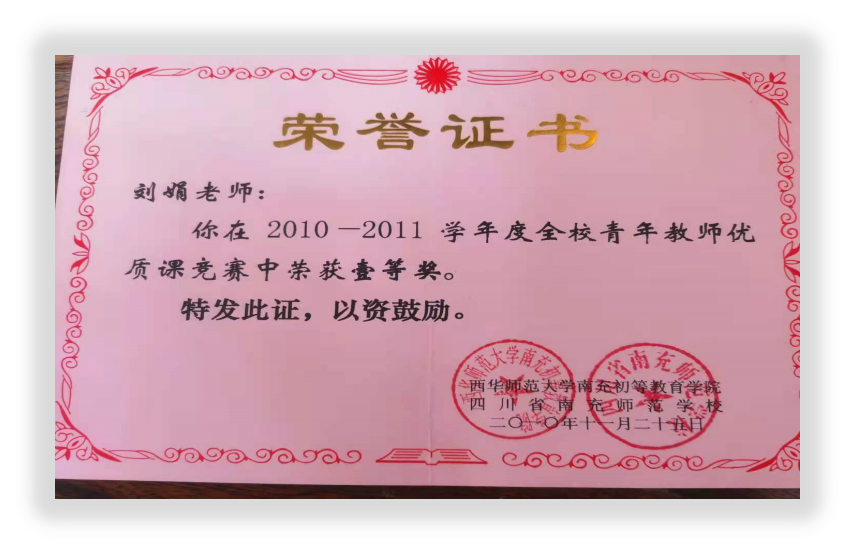 荣誉证书
刘娟老师：
你在 2010—2011 学年度全校青年教师优
质课竞赛中荣获壹等奖。
特发此证，以资鼓励。
西华师范大学南充初等教育学院
四川省南充师范学校
二〇一〇年十一月二十五日